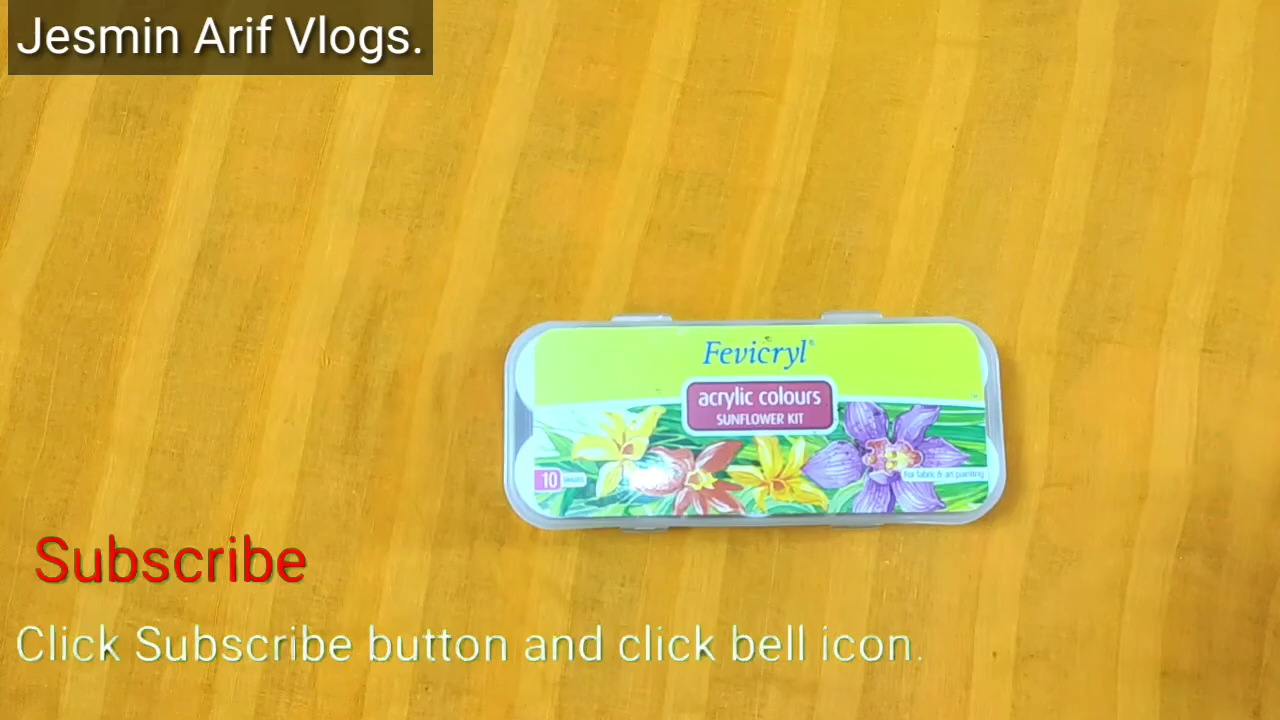 Jesmin Arif Vlogs.
Fevicryl®
acrylic colours
SUNFLOWER KIT
10 SHADES
For fabric & art painting
Subscribe
Click Subscribe button and click bell icon.